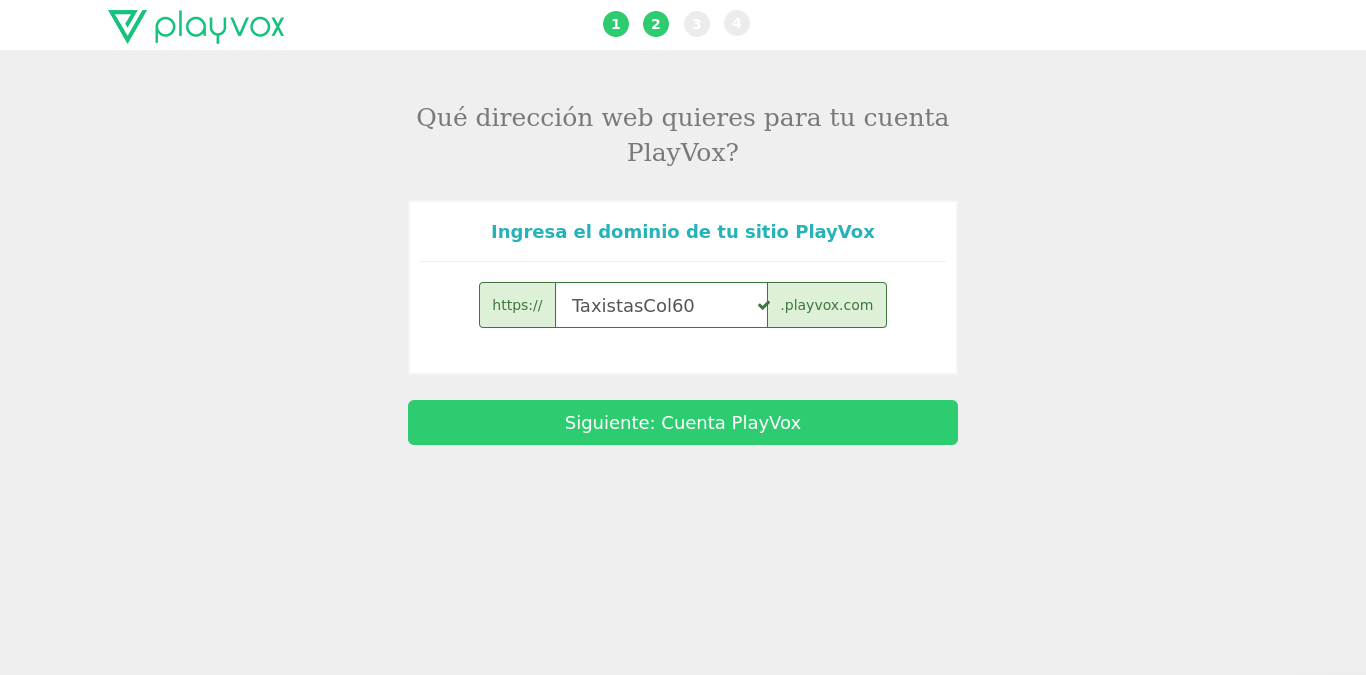 playvox
1 2 3 4
Qué dirección web quieres para tu cuenta
PlayVox?
Ingresa el dominio de tu sitio PlayVox
https:// TaxistasCol60 .playvox.com
Siguiente: Cuenta PlayVox